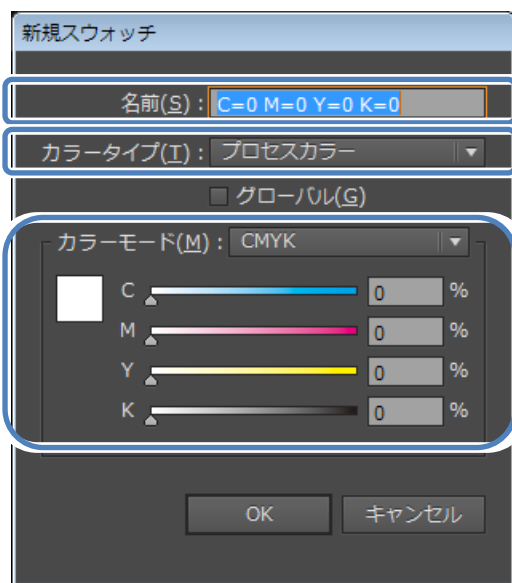 新規スウォッチ
名前(S)： C=0 M=0 Y=0 K=0
カラータイプ(T)： プロセスカラー
グローバル(G)
カラーモード(M)： CMYK
C 0 %
M 0 %
Y 0 %
K 0 %
OK キャンセル